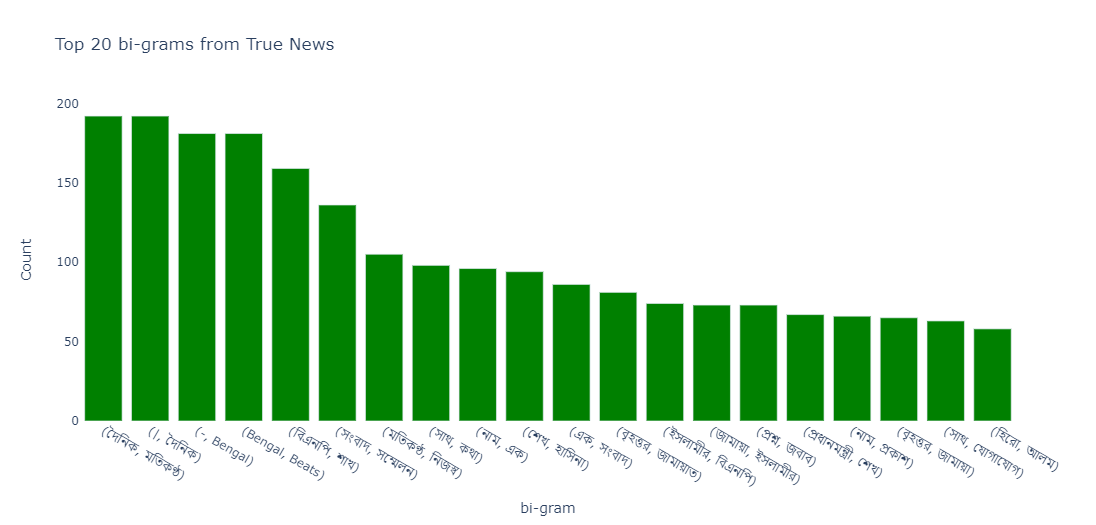 Top 20 bi-grams from True News
200
150
100
50
0
Count
(দৈনিক, মতিকণ্ঠ)
(।, দৈনিক)
(-, Bengal)
(Bengal, Beats)
(বিএনপি, শাখ)
(সংবাদ, সম্মেলন)
(মতিকণ্ঠ, নিজস্ব)
(সাথ, কথা)
(নাম, এক)
(শেখ, হাসিনা)
(এক, সংবাদ)
(বৃহত্তর, জামায়াত)
(ইসলামীর, বিএনপি)
(জামায়া, ইসলামীর)
(প্রশ্ন, জবাব)
(প্রধানমন্ত্রী, শেখ)
(নাম, প্রকাশ)
(বৃহত্তর, জামায়া)
(সাথ, যোগাযোগ)
(হিরো, আলম)
bi-gram